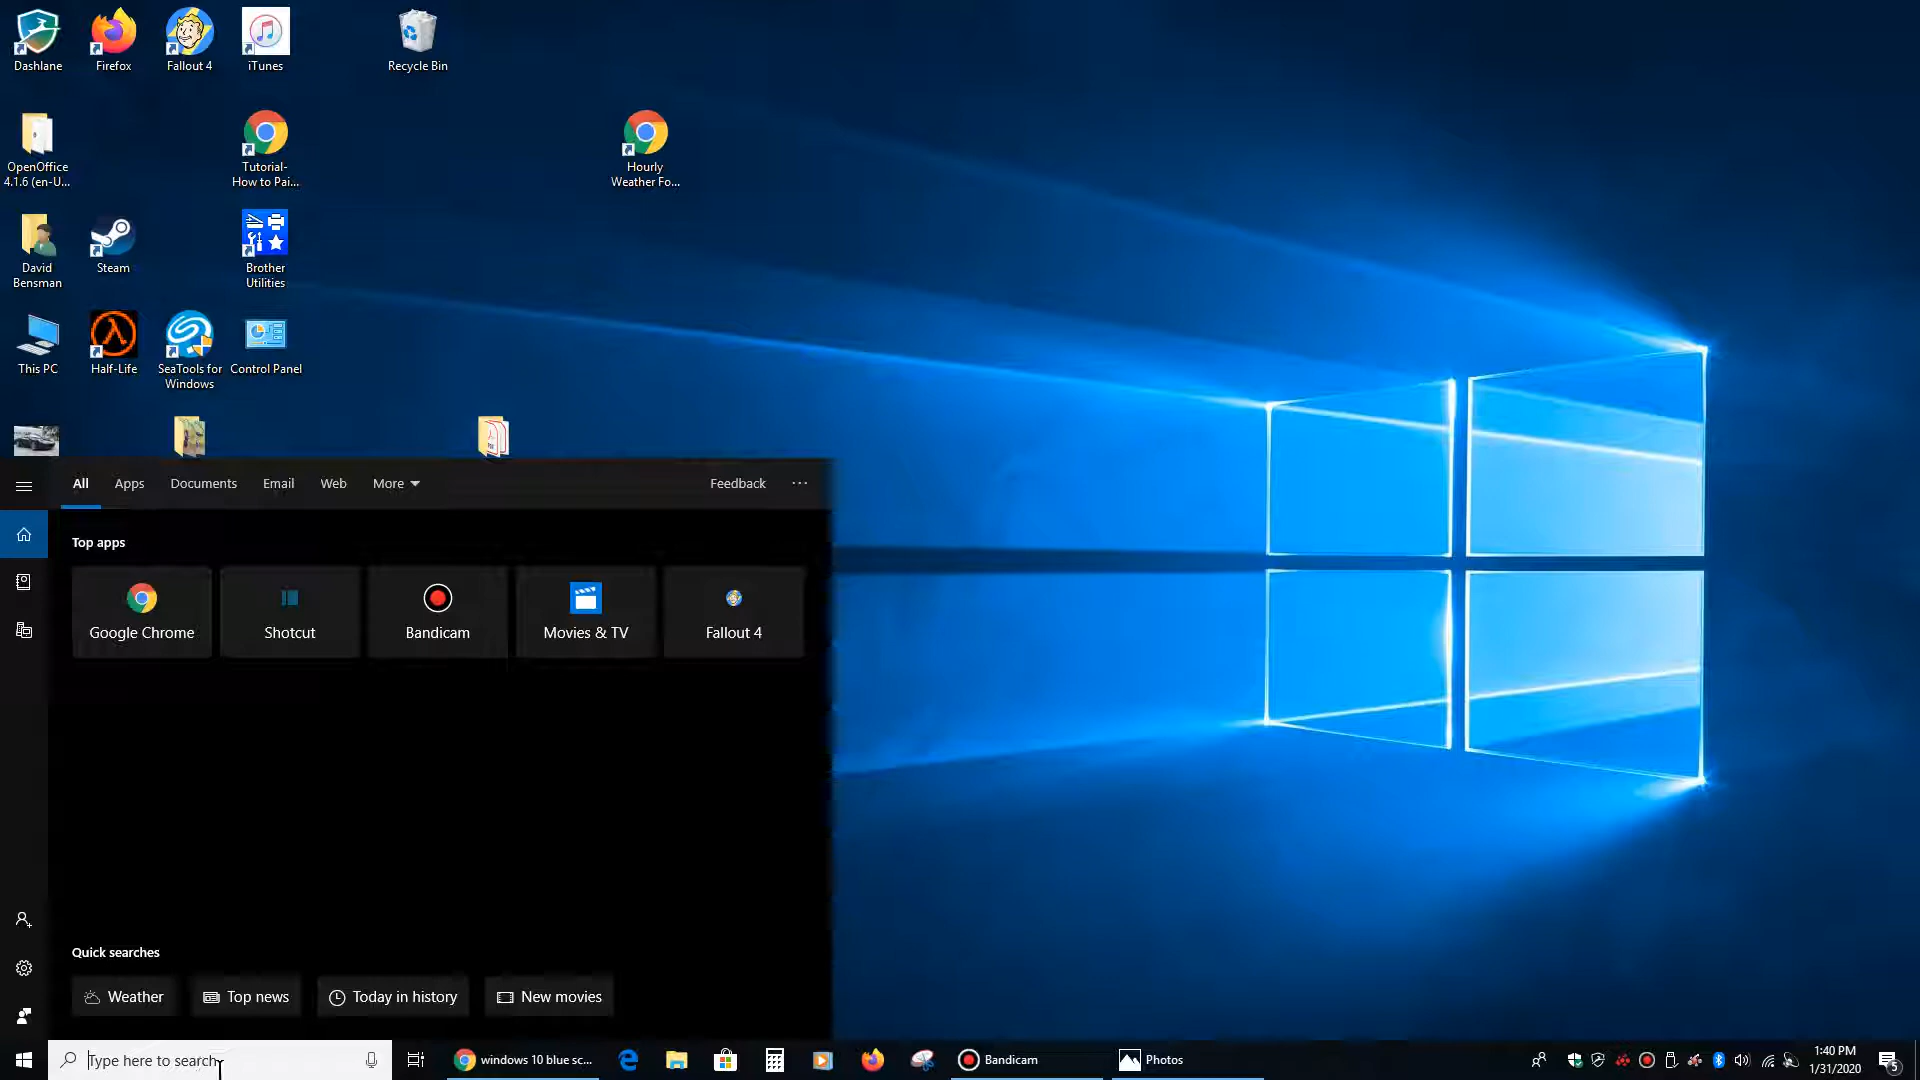 Dashlane
Firefox
Fallout 4
iTunes
Recycle Bin
OpenOffice
4.1.6 (en-U...
Tutorial-
How to Pai...
Hourly
Weather Fo...
David
Bensman
Steam
Brother
Utilities
This PC
Half-Life
SeaTools for
Windows
Control Panel
All Apps Documents Email Web More Feedback ...
Top apps
Google Chrome
Shotcut
Bandicam
Movies & TV
Fallout 4
Quick searches
Weather
Top news
Today in history
New movies
Type here to search
windows 10 blue sc...
Bandicam
Photos
1:40 PM
1/31/2020
5